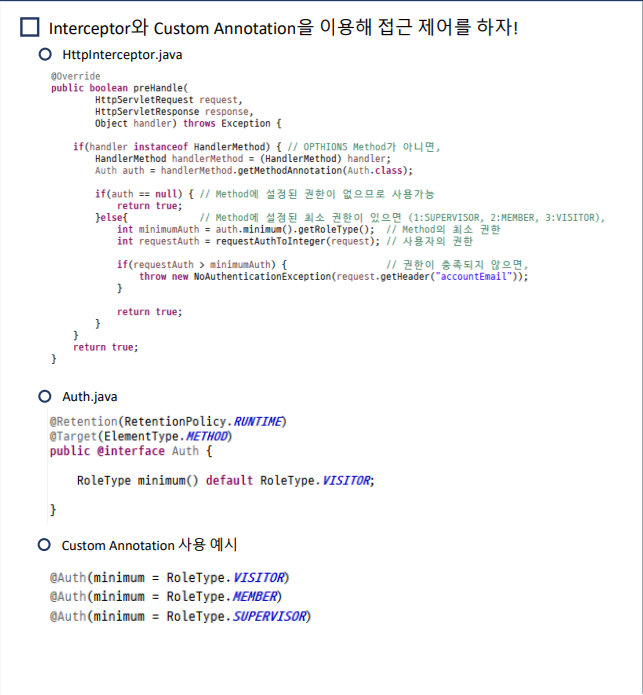 Interceptor와 Custom Annotation을 이용해 접근 제어를 하자!
HttpInterceptor.java
@Override
public boolean preHandle(
HttpServletRequest request,
HttpServletResponse response,
Object handler) throws Exception {
if(handler instanceof HandlerMethod) { // OPTHIONS Method가 아니면,
HandlerMethod handlerMethod = (HandlerMethod) handler;
Auth auth = handlerMethod.getMethodAnnotation(Auth.class);
if(auth == null) { // Method에 설정된 권한이 없으므로 사용가능
return true;
}else{ // Method에 설정된 최소 권한이 있으면 (1:SUPERVISOR, 2:MEMBER, 3:VISITOR),
int minimumAuth = auth.minimum().getRoleType(); // Method의 최소 권한
int requestAuth = requestAuthToInteger(request); // 사용자의 권한
if(requestAuth > minimumAuth) { // 권한이 충족되지 않으면,
throw new NoAuthenticationException(request.getHeader("accountEmail"));
}
return true;
}
}
return true;
}
Auth.java
@Retention(RetentionPolicy.RUNTIME)
@Target(ElementType.METHOD)
public @interface Auth {
RoleType minimum() default RoleType.VISITOR;
}
Custom Annotation 사용 예시
@Auth(minimum = RoleType.VISITOR)
@Auth(minimum = RoleType.MEMBER)
@Auth(minimum = RoleType.SUPERVISOR)